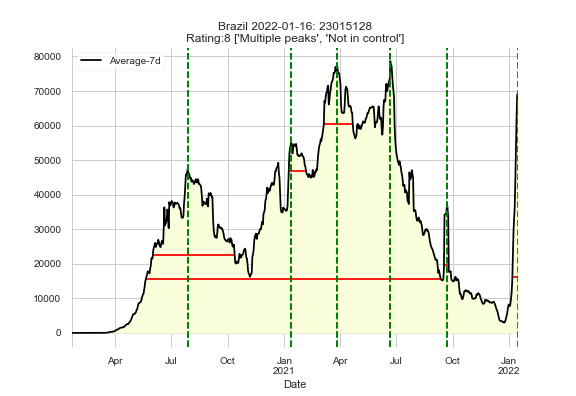 Brazil 2022-01-16: 23015128
Rating:8 ['Multiple peaks', 'Not in control']
Average-7d
80000
70000
60000
50000
40000
30000
20000
10000
0
Apr Jul Oct Jan Apr Jul Oct Jan
2021 2022
Date